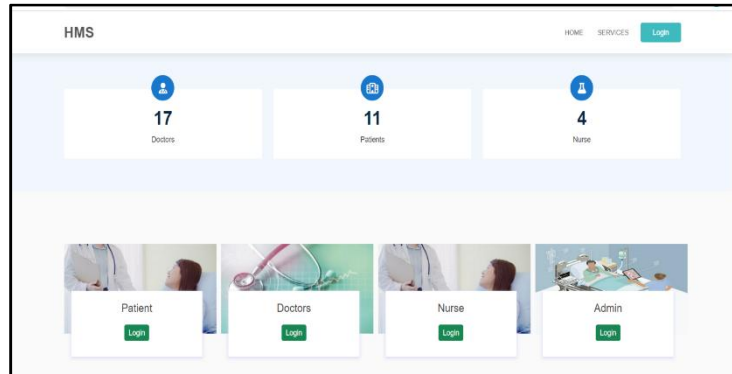 HMS HOME SERVICES Login
17 11 4
Doctors Patients Nurse
Patient Doctors Nurse Admin
Login Login Login Login